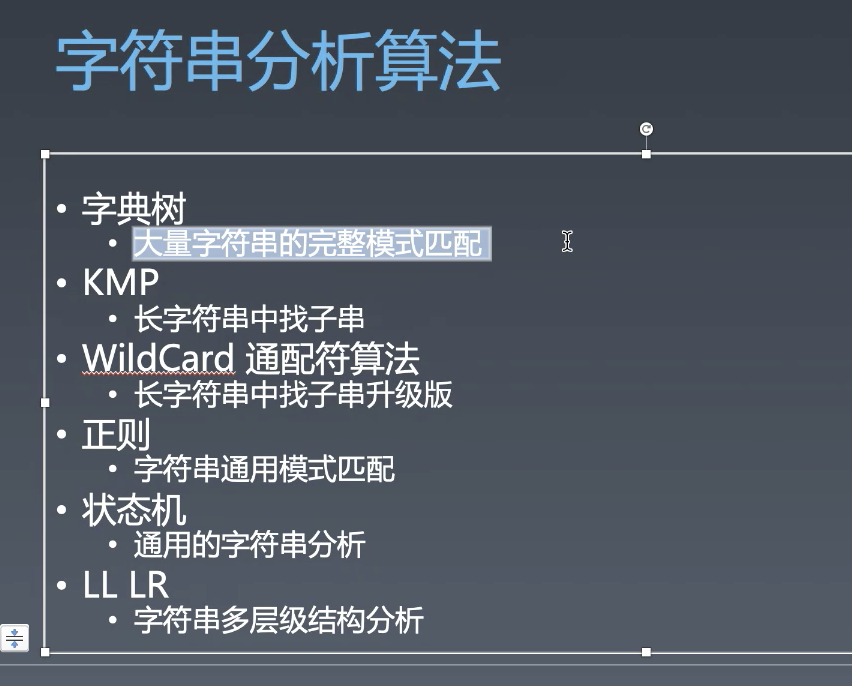 字符串分析算法
• 字典树
• 大量字符串的完整模式匹配
• KMP
• 长字符串中找子串
• WildCard 通配符算法
• 长字符串中找子串升级版
• 正则
• 字符串通用模式匹配
• 状态机
• 通用的字符串分析
• LL LR
• 字符串多层级结构分析